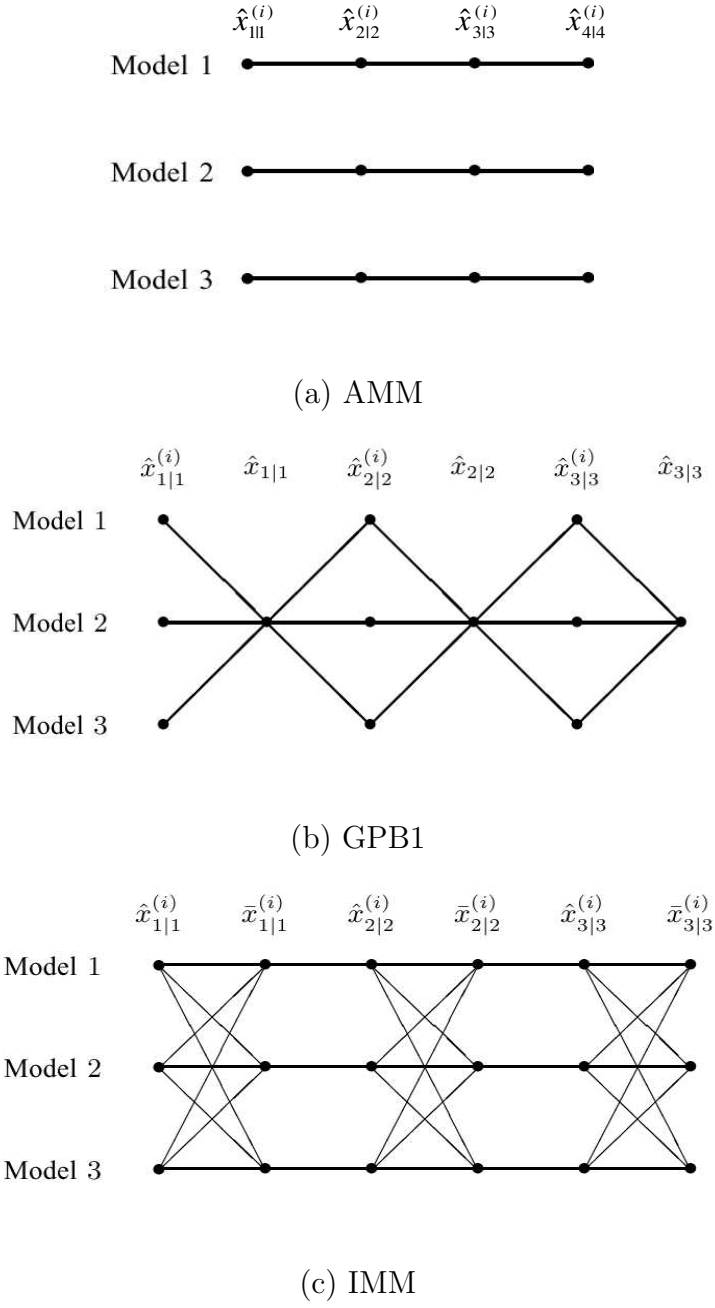 x̂₁|₁⁽ⁱ⁾ x̂₂|₂⁽ⁱ⁾ x̂₃|₃⁽ⁱ⁾ x̂₄|₄⁽ⁱ⁾
Model 1
Model 2
Model 3
(a) AMM
x̂₁|₁⁽ⁱ⁾ x̂₁|₁ x̂₂|₂⁽ⁱ⁾ x̂₂|₂ x̂₃|₃⁽ⁱ⁾ x̂₃|₃
Model 1
Model 2
Model 3
(b) GPB1
x̂₁|₁⁽ⁱ⁾ x̄₁|₁⁽ⁱ⁾ x̂₂|₂⁽ⁱ⁾ x̄₂|₂⁽ⁱ⁾ x̂₃|₃⁽ⁱ⁾ x̄₃|₃⁽ⁱ⁾
Model 1
Model 2
Model 3
(c) IMM